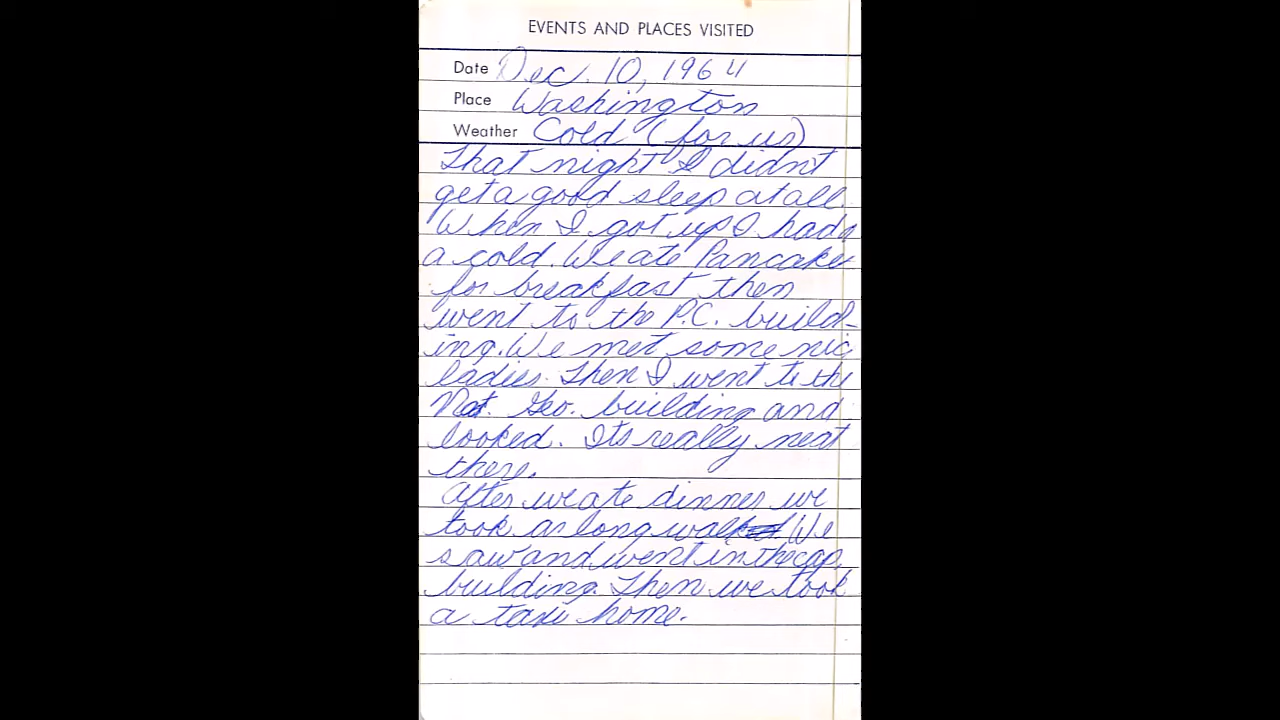 EVENTS AND PLACES VISITED
Date Dec. 10, 1964
Place Washington
Weather Cold (for us)
That night I didn't
get a good sleep at all.
When I got up I had
a cold. We ate Pancakes
for breakfast then
went to the P.C. build-
ing. We met some nice
ladies. Then I went to the
Nat. Geo. building and
looked. Its really neat
there.
After we ate dinner we
took a long walk. We
saw and went in the cap.
building. Then we took
a taxi home.